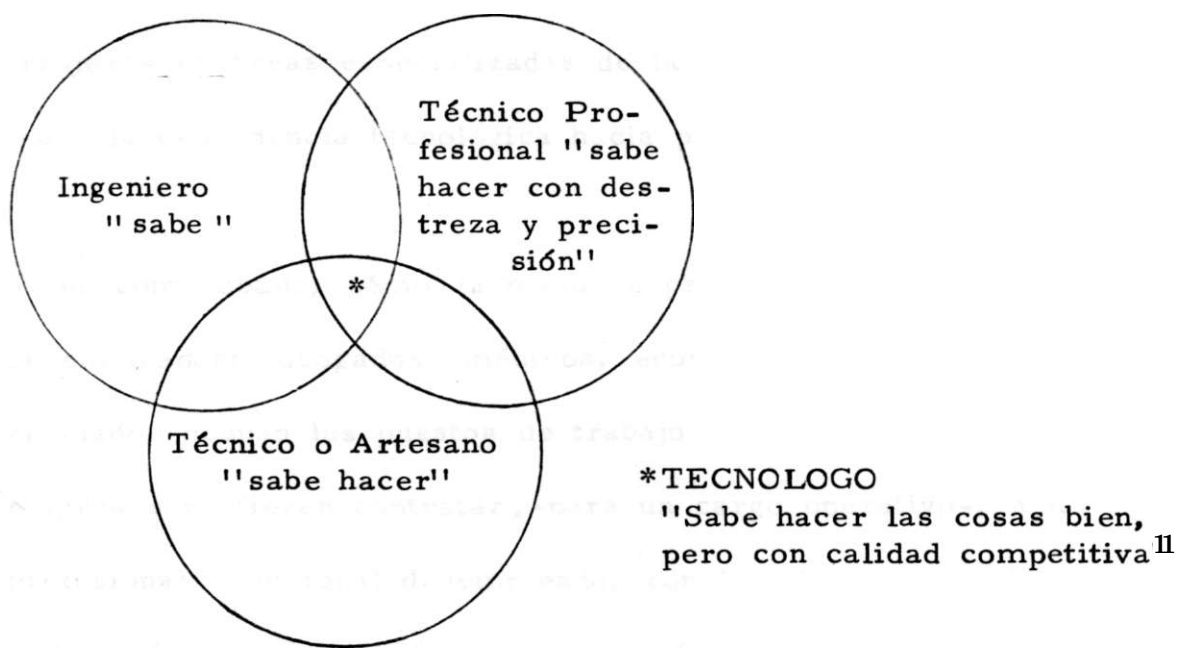 Ingeniero
"sabe"
Técnico Pro-
fesional "sabe
hacer con des-
treza y preci-
sión"
*
Técnico o Artesano
"sabe hacer"
*TECNOLOGO
"Sabe hacer las cosas bien,
pero con calidad competitiva"